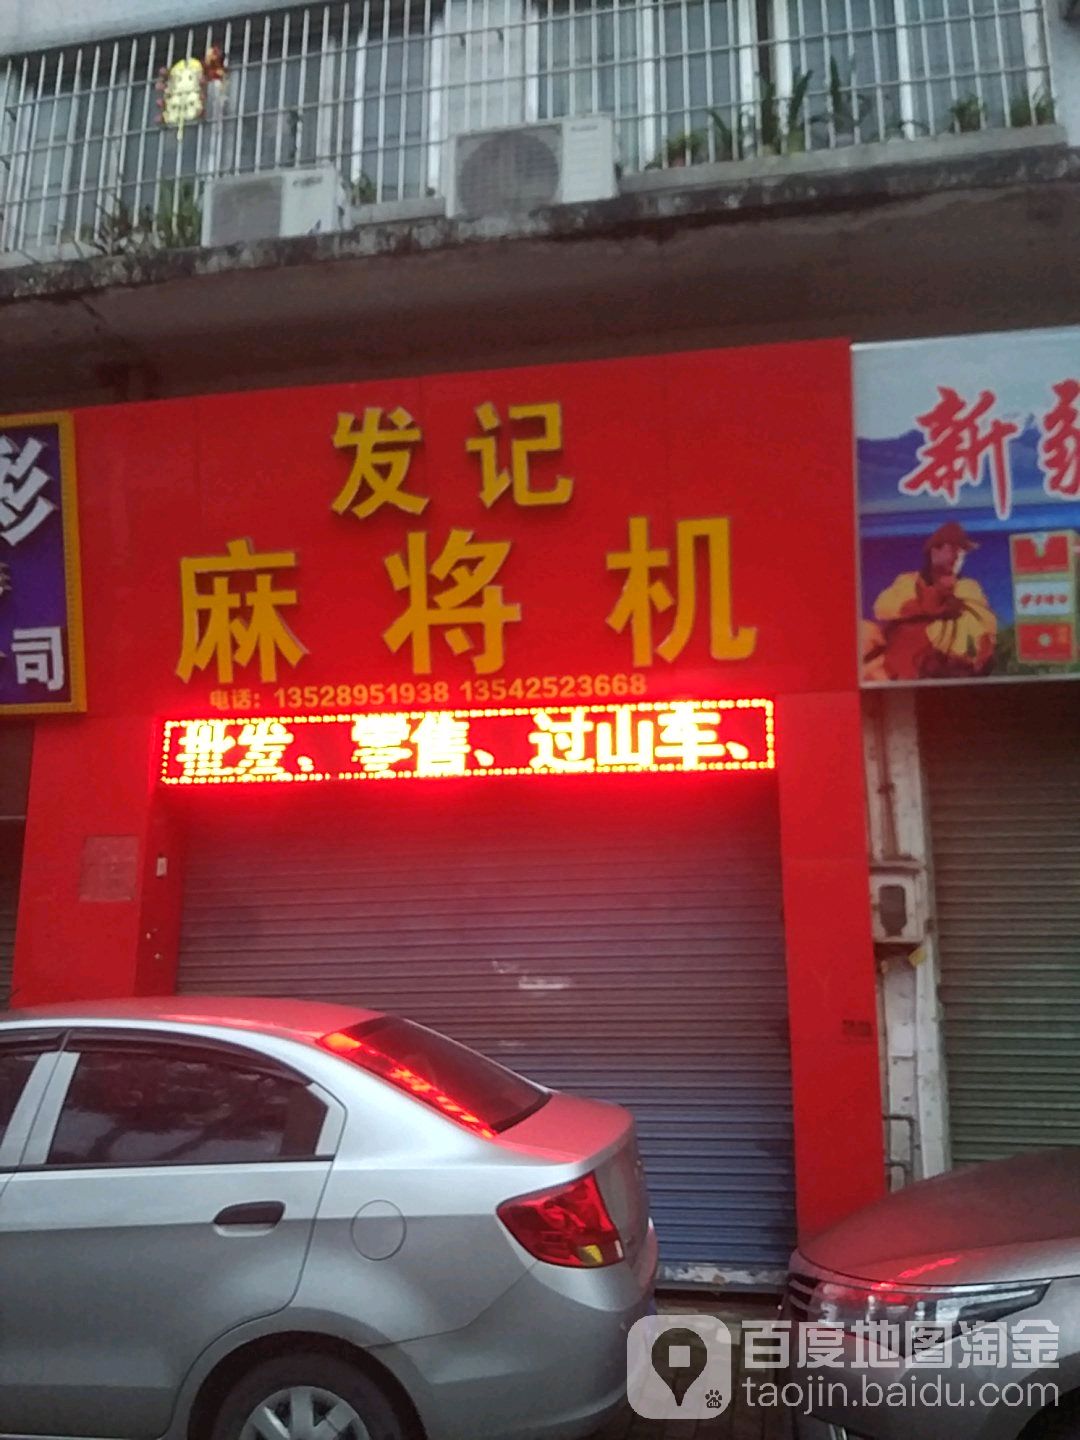 发记
麻将机
电话: 13528951938 13542523668
批发、零售、过山车、
彩
司
新
百度地图淘金
taojin.baidu.com